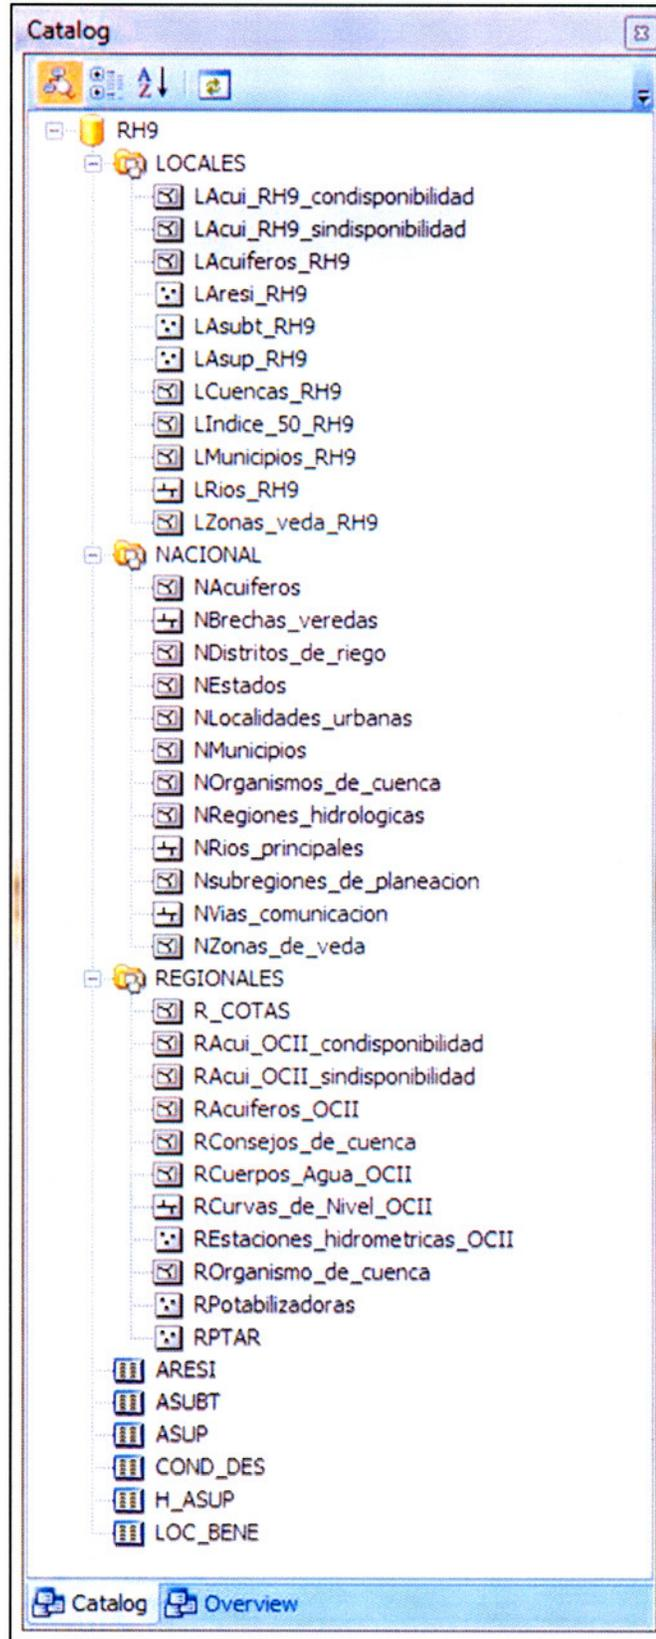 Catalog
RH9
LOCALES
LAcui_RH9_condisponibilidad
LAcui_RH9_sindisponibilidad
LAcuiferos_RH9
LAresi_RH9
LAsubt_RH9
LAsup_RH9
LCuencas_RH9
LIndice_50_RH9
LMunicipios_RH9
LRios_RH9
LZonas_veda_RH9
NACIONAL
NAcuiferos
NBrechas_veredas
NDistritos_de_riego
NEstados
NLocalidades_urbanas
NMunicipios
NOrganismos_de_cuenca
NRegiones_hidrologicas
NRios_principales
Nsubregiones_de_planeacion
NVias_comunicacion
NZonas_de_veda
REGIONALES
R_COTAS
RAcui_OCII_condisponibilidad
RAcui_OCII_sindisponibilidad
RAcuiferos_OCII
RConsejos_de_cuenca
RCuerpos_Agua_OCII
RCurvas_de_Nivel_OCII
REstaciones_hidrometricas_OCII
ROrganismo_de_cuenca
RPotabilizadoras
RPTAR
ARESI
ASUBT
ASUP
COND_DES
H_ASUP
LOC_BENE
Catalog Overview